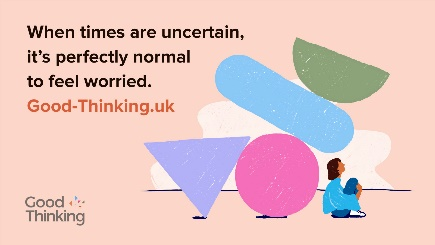 When times are uncertain,
it's perfectly normal
to feel worried.
Good-Thinking.uk
Good
Thinking